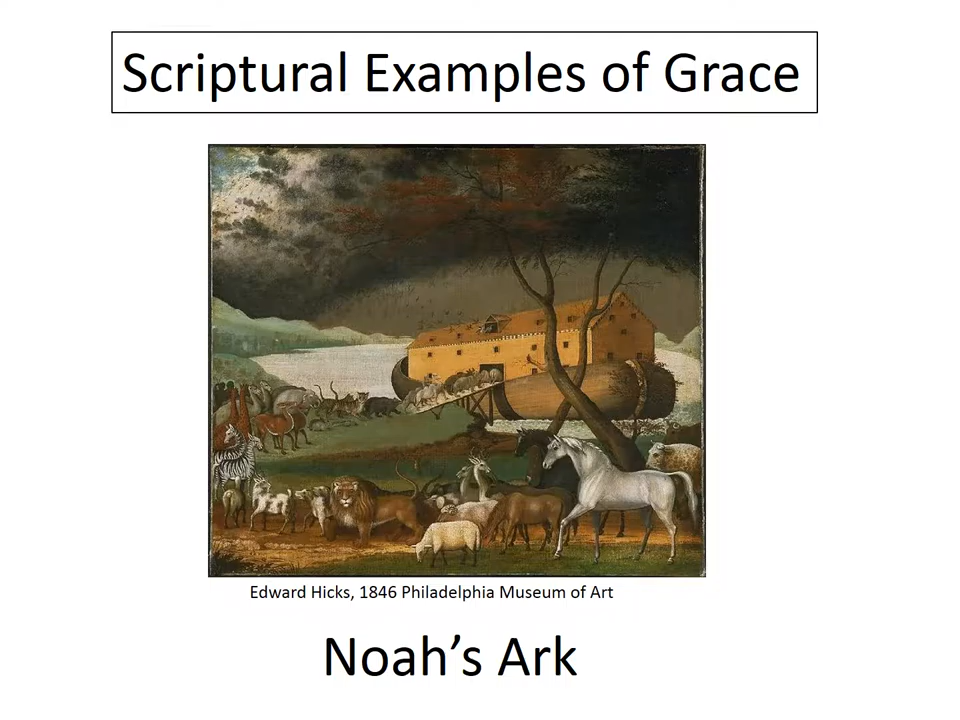 Scriptural Examples of Grace
Edward Hicks, 1846 Philadelphia Museum of Art
Noah’s Ark